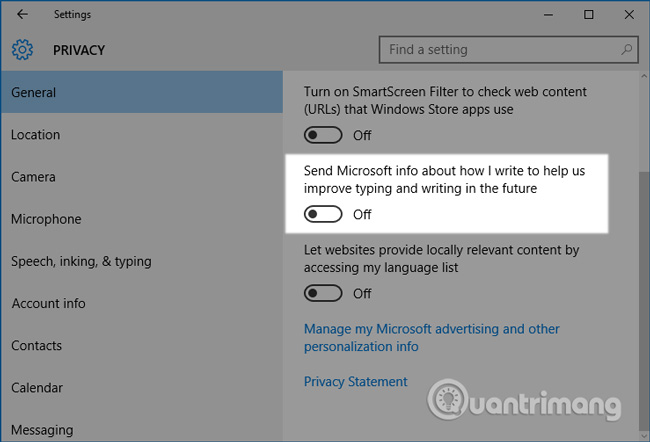 Settings
PRIVACY
Find a setting
General
Location
Camera
Microphone
Speech, inking, & typing
Account info
Contacts
Calendar
Messaging
Turn on SmartScreen Filter to check web content
(URLs) that Windows Store apps use
Off
Send Microsoft info about how I write to help us
improve typing and writing in the future
Off
Let websites provide locally relevant content by
accessing my language list
Off
Manage my Microsoft advertising and other
personalization info
Privacy Statement
Quantrimang